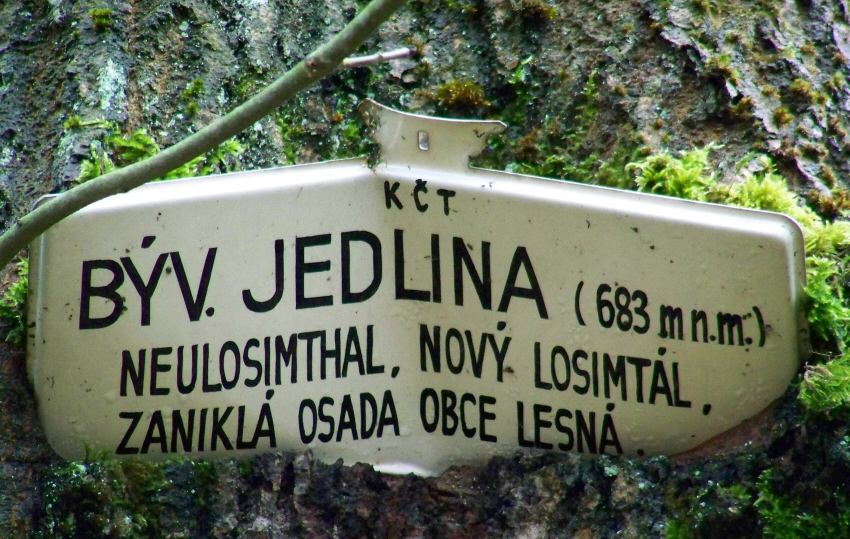 KČT
BÝV. JEDLINA (683 m n.m.)
NEULOSIMTHAL, NOVÝ LOSIMTÁL,
ZANIKLÁ OSADA OBCE LESNÁ.